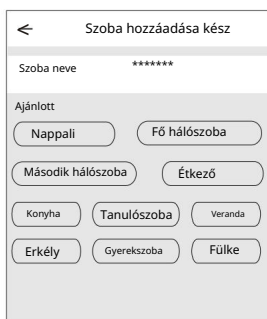 Szoba hozzáadása kész
Szoba neve *******
Ajánlott
Nappali Fő hálószoba
Második hálószoba Étkező
Konyha Tanulószoba Veranda
Erkély Gyerekszoba Fülke